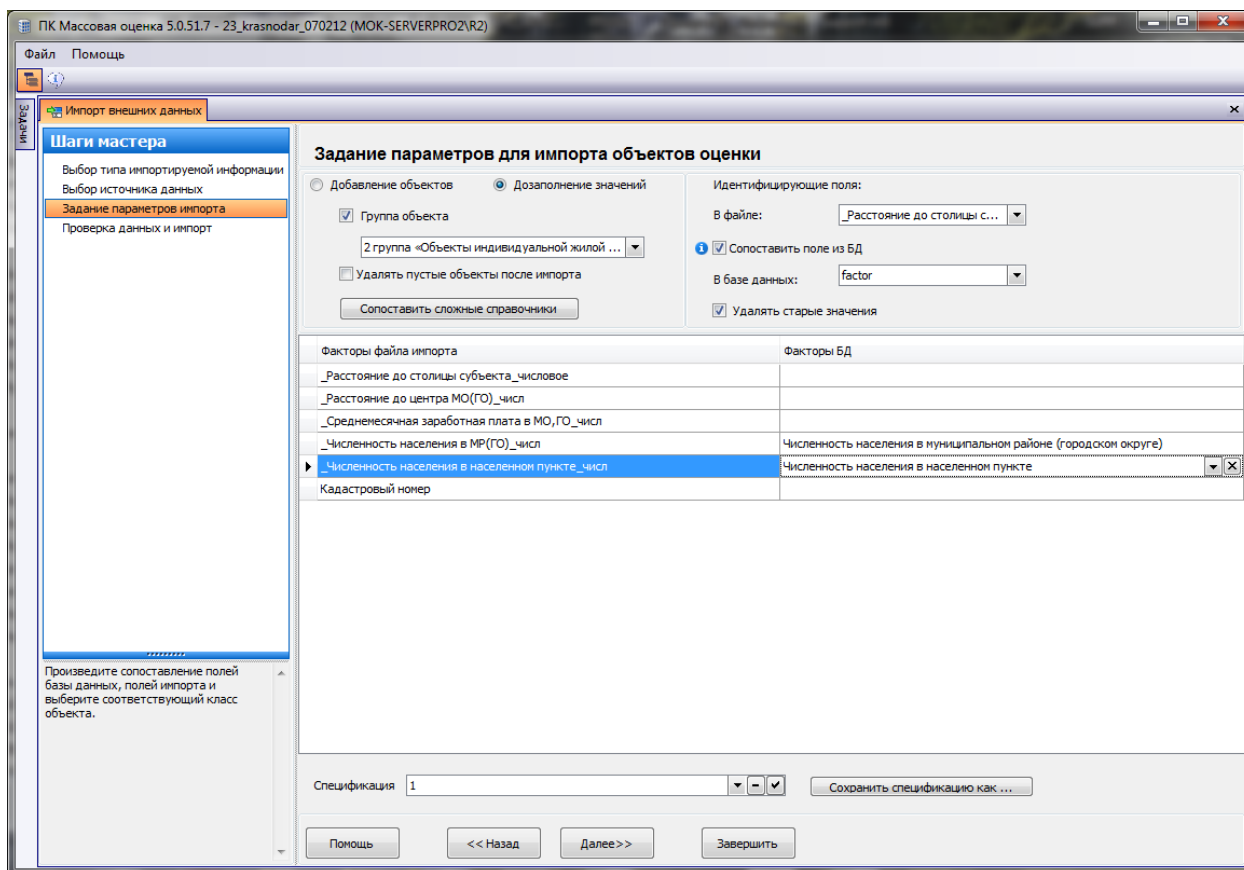 ПК Массовая оценка 5.0.51.7 - 23_krasnodar_070212 (MOK-SERVERPRO2\R2)
Файл Помощь
Задачи
Импорт внешних данных
Шаги мастера
Выбор типа импортируемой информации
Выбор источника данных
Задание параметров импорта
Проверка данных и импорт
Произведите сопоставление полей
базы данных, полей импорта и
выберите соответствующий класс
объекта.
Задание параметров для импорта объектов оценки
Добавление объектов Дозаполнение значений
Группа объекта
2 группа «Объекты индивидуальной жилой ...
Удалять пустые объекты после импорта
Сопоставить сложные справочники
Идентифицирующие поля:
В файле: _Расстояние до столицы с...
Сопоставить поле из БД
В базе данных: factor
Удалять старые значения
Факторы файла импорта Факторы БД
_Расстояние до столицы субъекта_числовое
_Расстояние до центра МО(ГО)_числ
_Среднемесячная заработная плата в МО,ГО_числ
_Численность населения в МР(ГО)_числ Численность населения в муниципальном районе (городском округе)
_Численность населения в населенном пункте_числ Численность населения в населенном пункте
Кадастровый номер
Спецификация 1 Сохранить спецификацию как ...
Помощь << Назад Далее>> Завершить